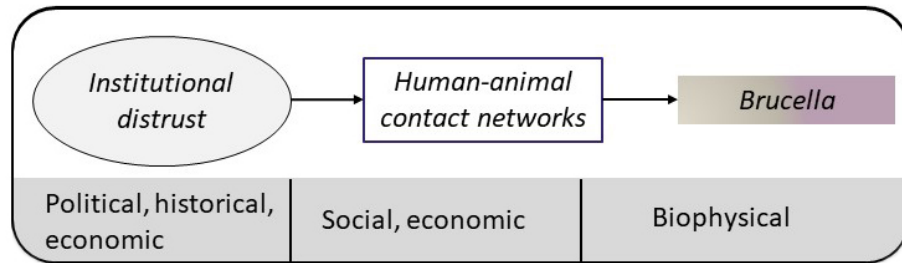 Institutional
distrust
Human-animal
contact networks
Brucella
Political, historical,
economic
Social, economic
Biophysical